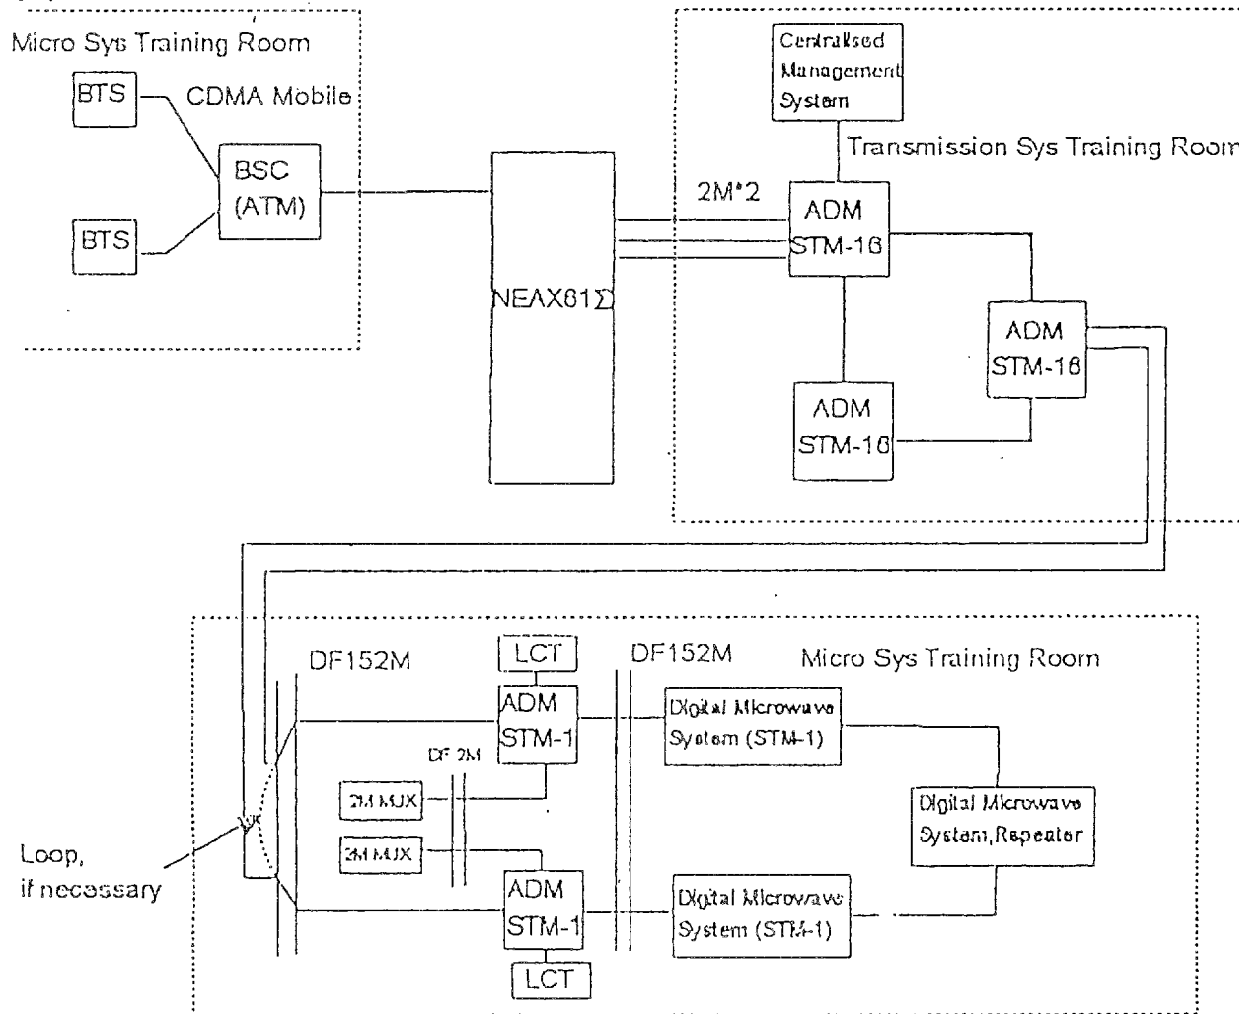 Micro Sys Training Room
BTS
CDMA Mobile
BSC
(ATM)
BTS
NEAX61Σ
2M*2
Centralised
Management
System
Transmission Sys Training Room
ADM
STM-16
ADM
STM-16
ADM
STM-16
DF152M
LCT
DF152M
Micro Sys Training Room
ADM
STM-1
Digital Microwave
System (STM-1)
DF 2M
2M MUX
2M MUX
Digital Microwave
System,Repeater
Loop,
if necessary
ADM
STM-1
Digital Microwave
System (STM-1)
LCT